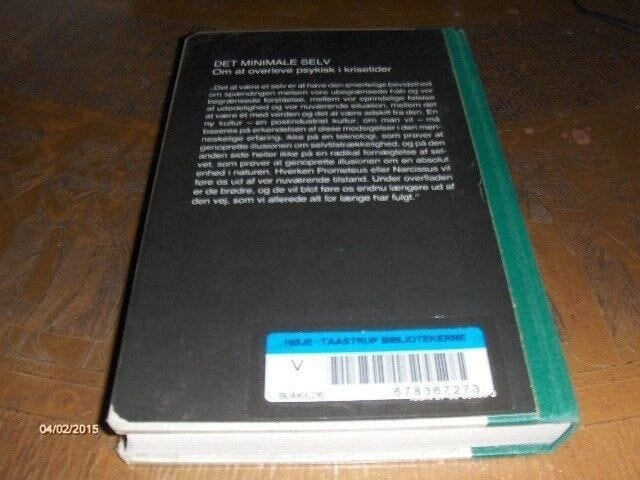 DET MINIMALE SELV
Om at overleve psykisk i krisetider
"Det at være et selv er at have den smertelige bevidsthed
om spændingen mellem vore ubegrænsede håb og vor
begrænsede forståelse, mellem vor oprindelige følelse
af udødelighed og vor nuværende situation, mellem det
at være ét med verden og det at være adskilt fra den. En
ny kultur – en postindustriel kultur, om man vil – må
baseres på erkendelsen af disse modsigelser i den men-
neskelige erfaring, ikke på en teknologi, som prøver at
genoprette illusionen om selvtilstrækkelighed, og på den
anden side heller ikke på en radikal fornægtelse af sel-
vet, som prøver at genoprette illusionen om en absolut
enhed i naturen. Hverken Prometeus eller Narcissus vil
føre os ud af vor nuværende tilstand. Under overfladen
er de brødre, og de vil blot føre os endnu længere ud af
den vej, som vi allerede alt for længe har fulgt."
HØJE-TAASTRUP BIBLIOTEKERNE
V
BLÅKILDE
04/02/2015